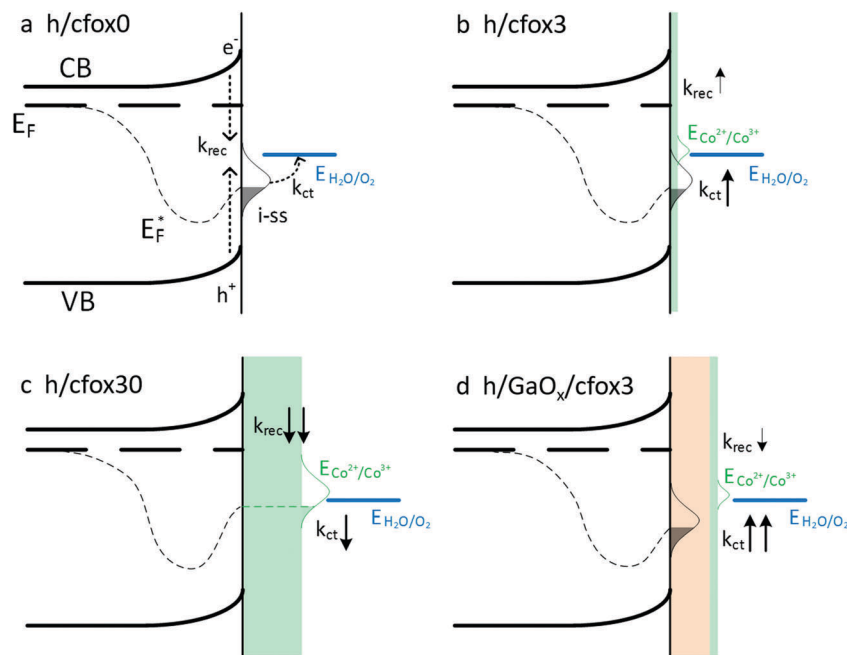 a h/cfox0
e⁻
CB
E_F
k_rec
E_H₂O/O₂
k_ct
i-ss
E_F*
VB
h⁺
b h/cfox3
k_rec ↑
E_Co²⁺/Co³⁺
E_H₂O/O₂
k_ct ↑
c h/cfox30
k_rec ↓↓
E_Co²⁺/Co³⁺
E_H₂O/O₂
k_ct ↓
d h/GaOₓ/cfox3
k_rec ↓
E_Co²⁺/Co³⁺
E_H₂O/O₂
k_ct ↑↑